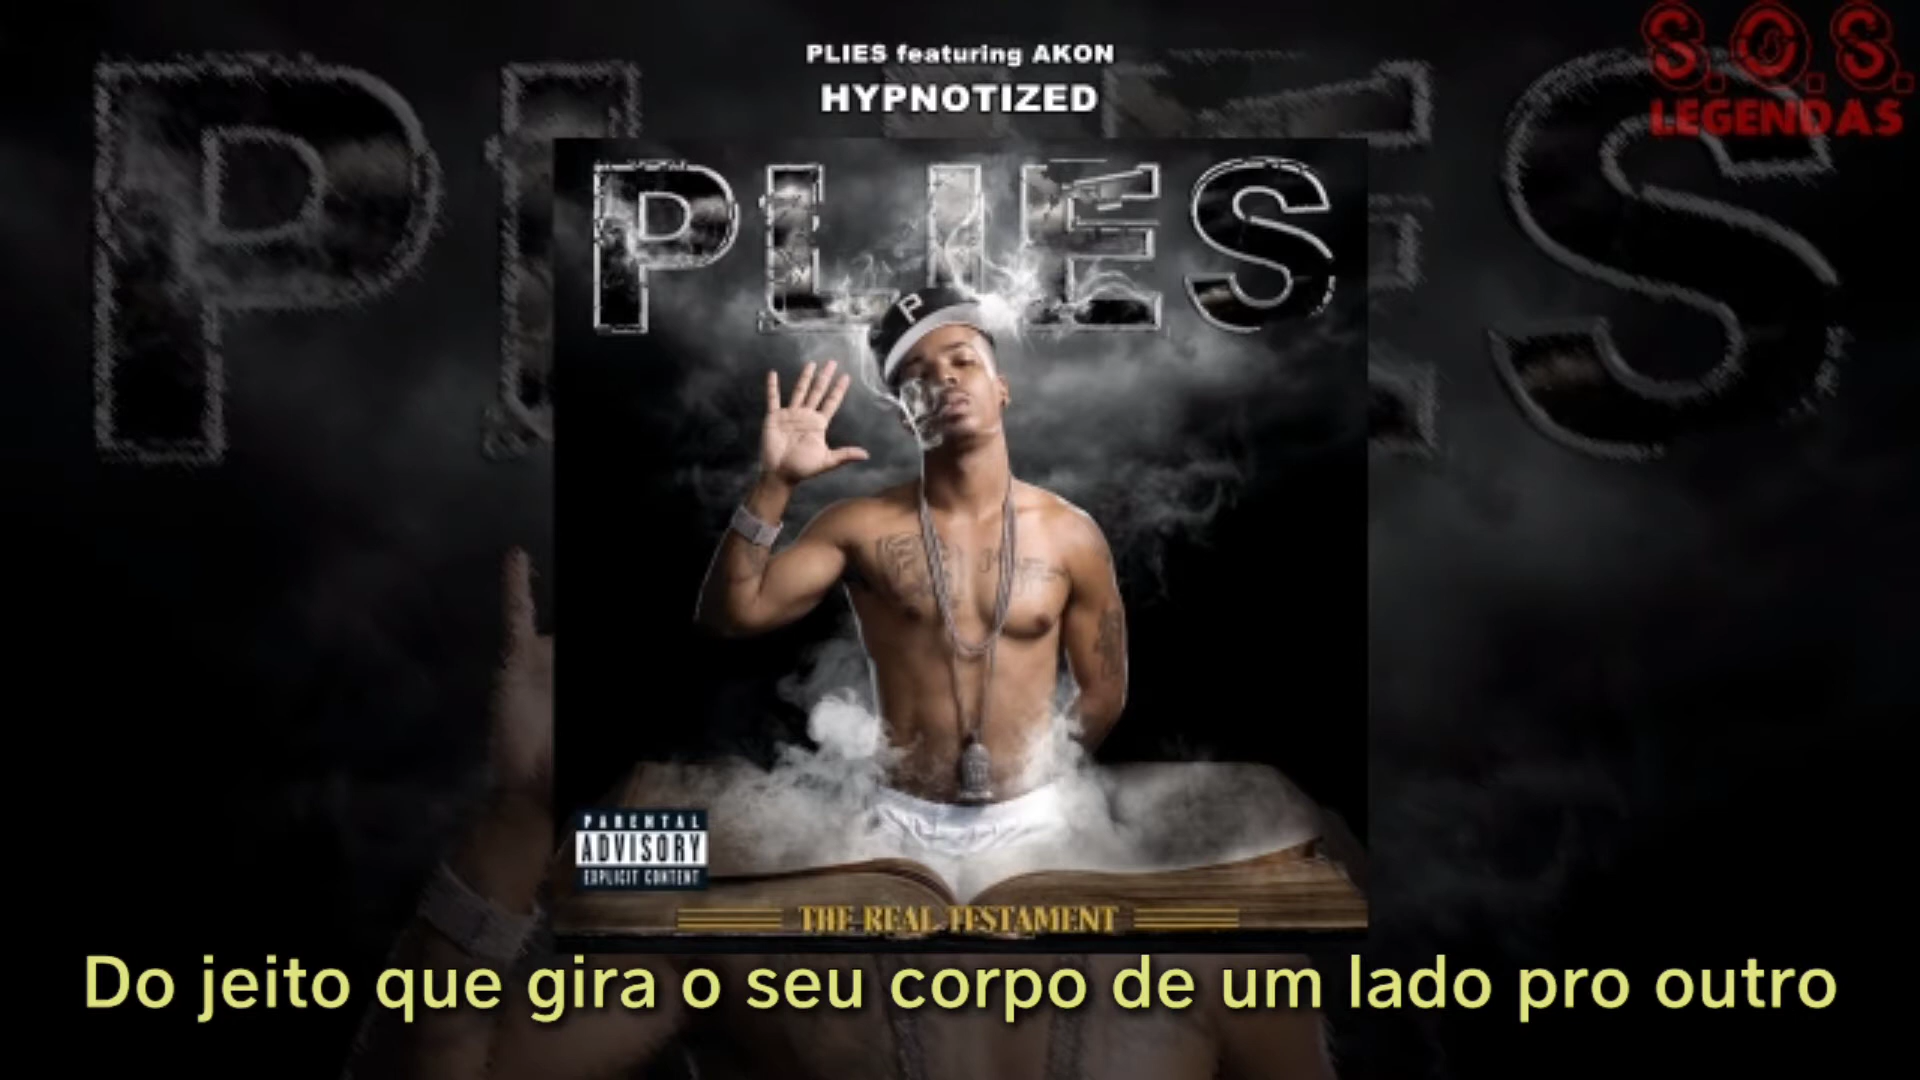 PLIES featuring AKON
HYPNOTIZED
S.O.S.
LEGENDAS
PLIES
PLIES
P
PARENTAL
ADVISORY
EXPLICIT CONTENT
THE REAL TESTAMENT
Do jeito que gira o seu corpo de um lado pro outro